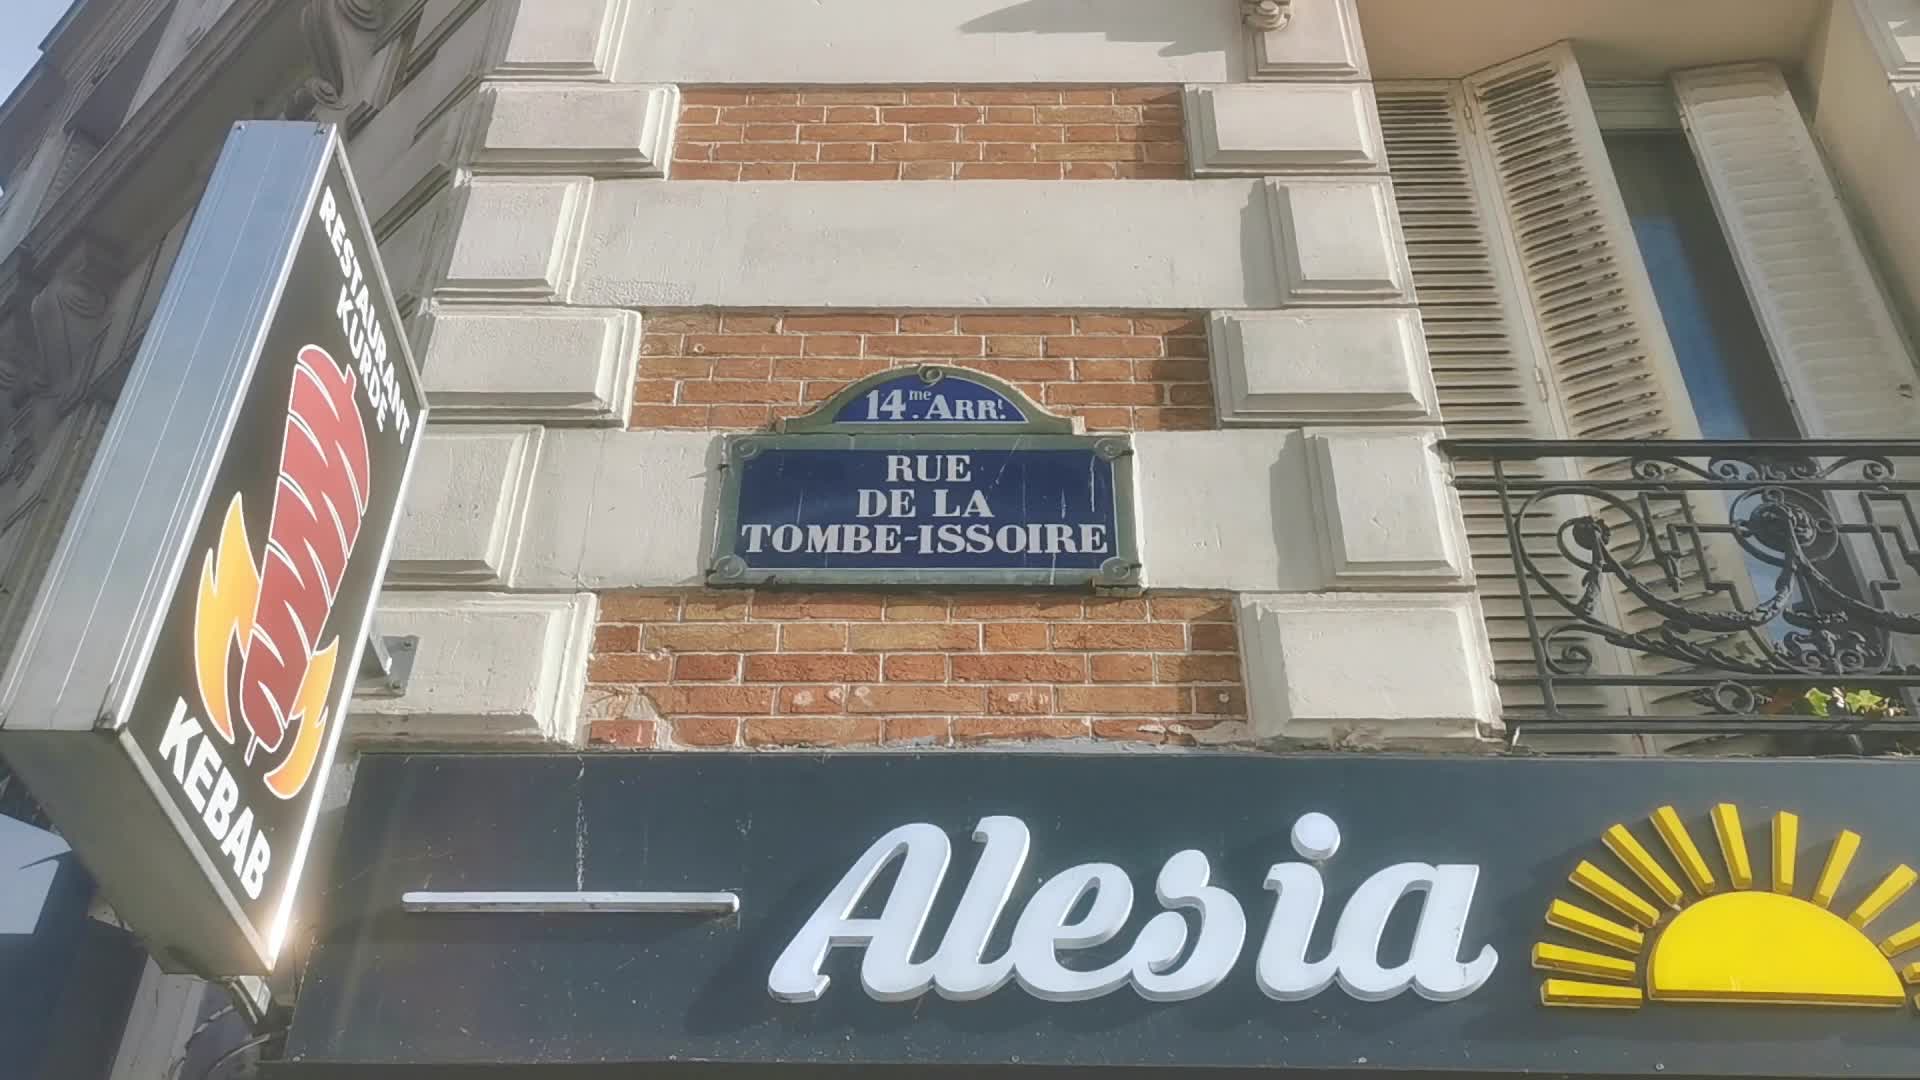 RESTAURANT
KURDE
KEBAB
14me. ARRt.
RUE
DE LA
TOMBE-ISSOIRE
Alesia